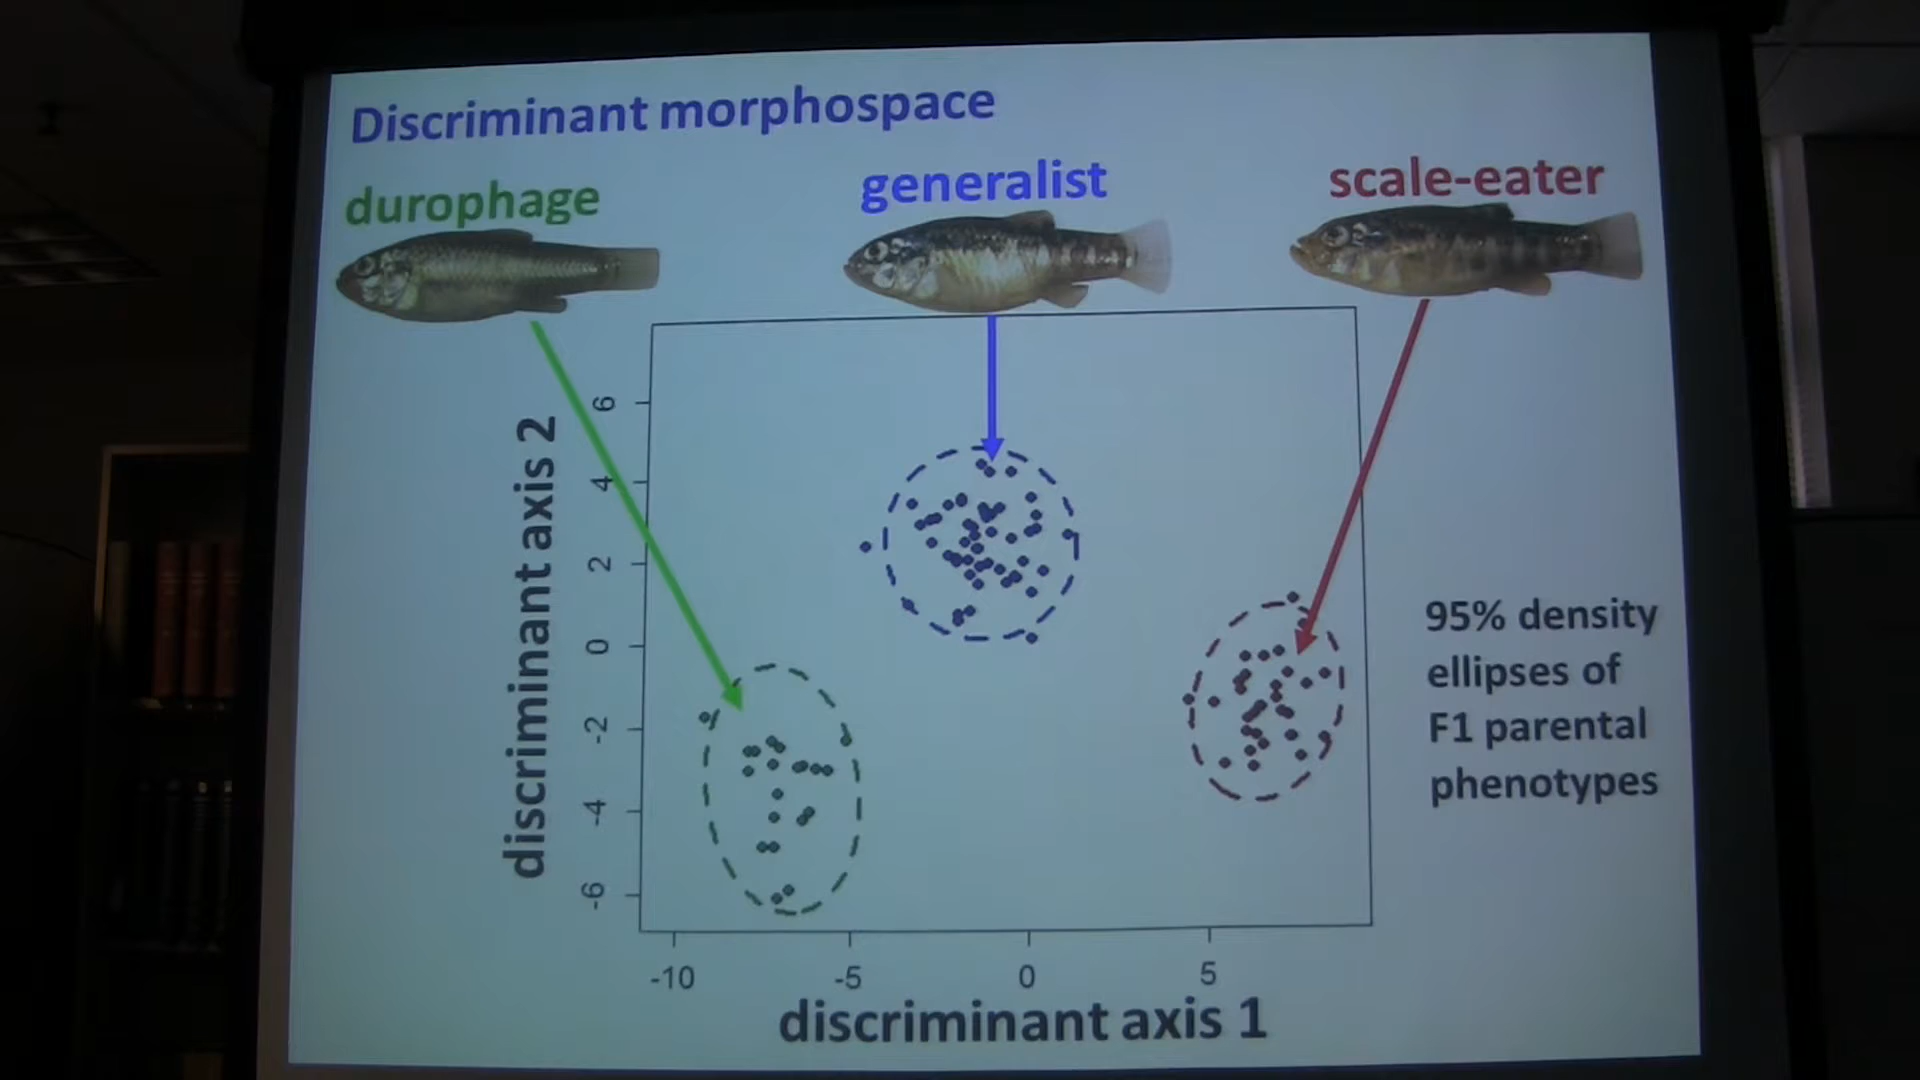 Discriminant morphospace
durophage
generalist
scale-eater
discriminant axis 2
6
4
2
0
-2
-4
-6
95% density
ellipses of
F1 parental
phenotypes
-10
-5
0
5
discriminant axis 1